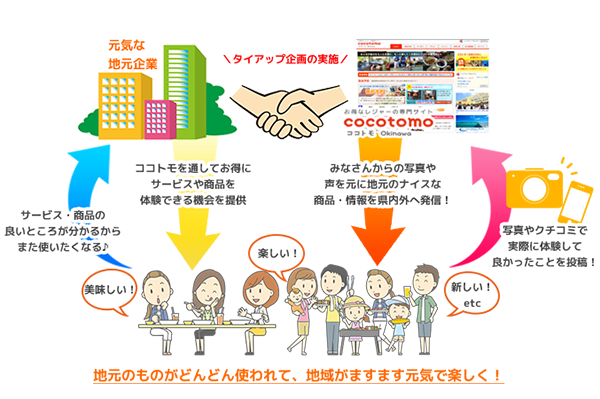 元気な
地元企業
＼タイアップ企画の実施／
cocotomo
お得なレジャーの専門サイト
cocotomo
ココトモ:Okinawa
ココトモを通してお得に
サービスや商品を
体験できる機会を提供
みなさんからの写真や
声を元に地元のナイスな
商品・情報を県内外へ発信！
サービス・商品の
良いところが分かるから
また使いたくなる♪
写真やクチコミで
実際に体験して
良かったことを投稿！
美味しい！
楽しい！
新しい！
etc
地元のものがどんどん使われて、地域がますます元気で楽しく！